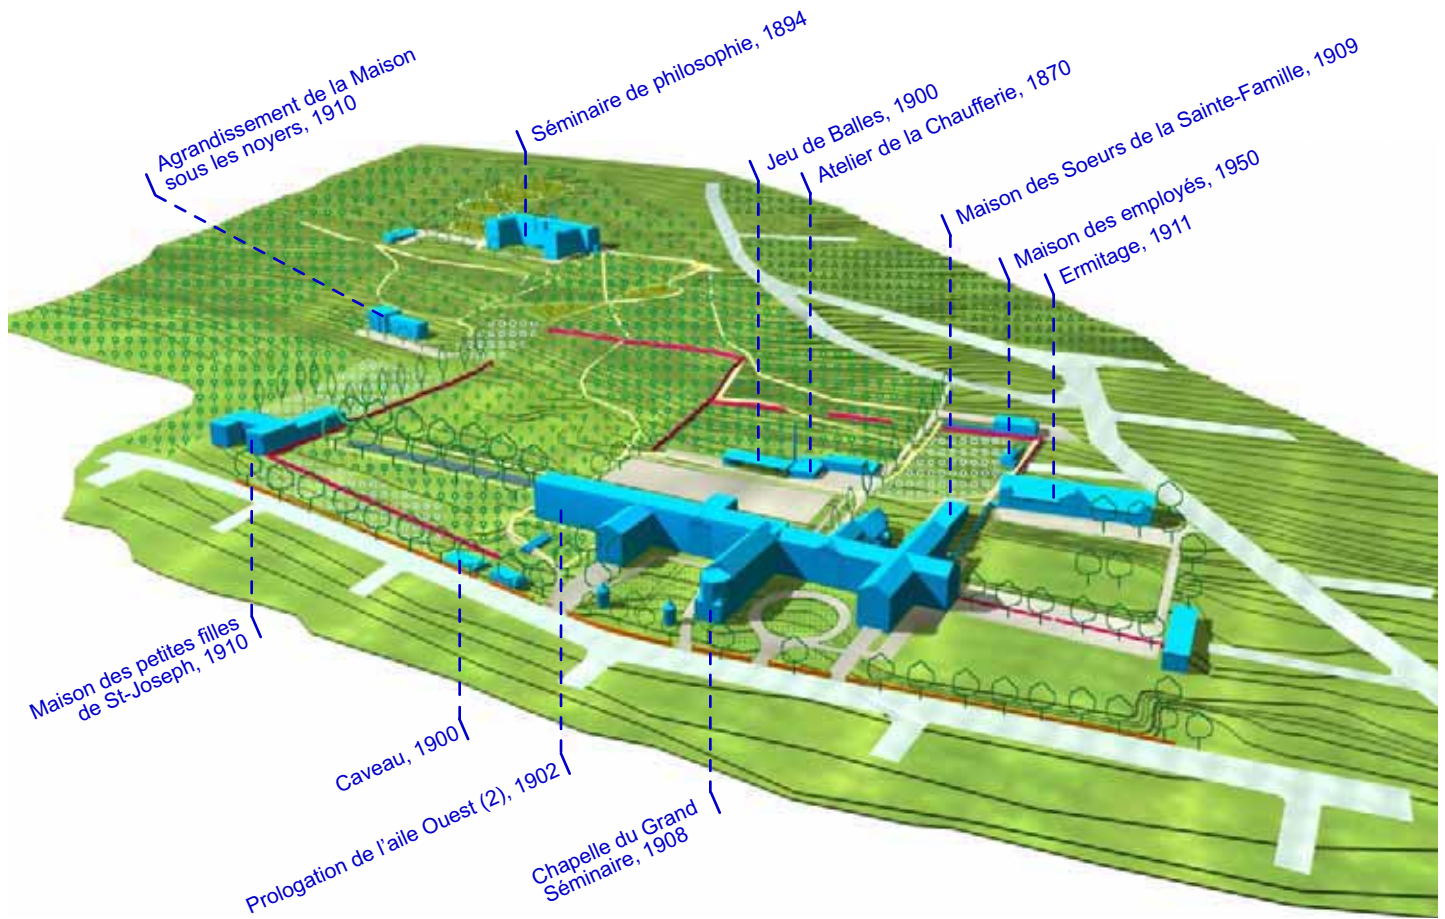 Agrandissement de la Maison
sous les noyers, 1910
Séminaire de philosophie, 1894
Jeu de Balles, 1900
Atelier de la Chaufferie, 1870
Maison des Soeurs de la Sainte-Famille, 1909
Maison des employés, 1950
Ermitage, 1911
Maison des petites filles
de St-Joseph, 1910
Caveau, 1900
Prologation de l'aile Ouest (2), 1902
Chapelle du Grand
Séminaire, 1908